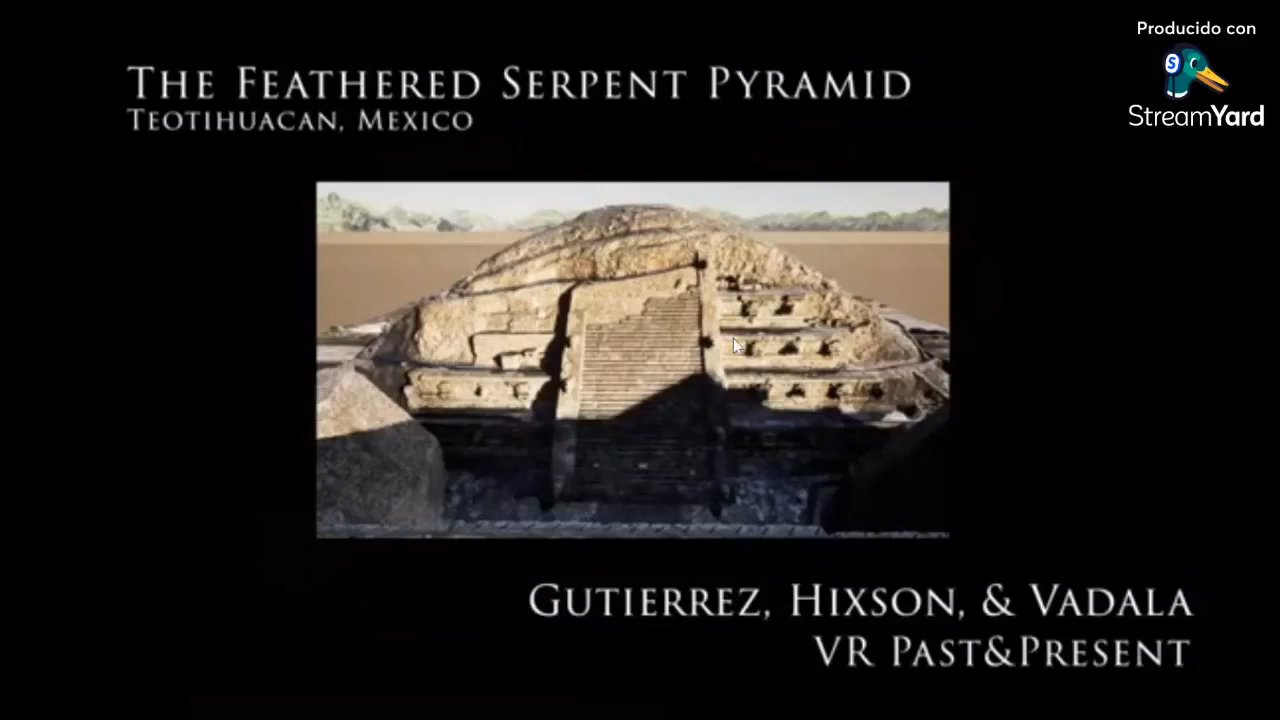 Producido con
StreamYard
The Feathered Serpent Pyramid
Teotihuacan, Mexico
Gutierrez, Hixson, & Vadala
VR Past&Present